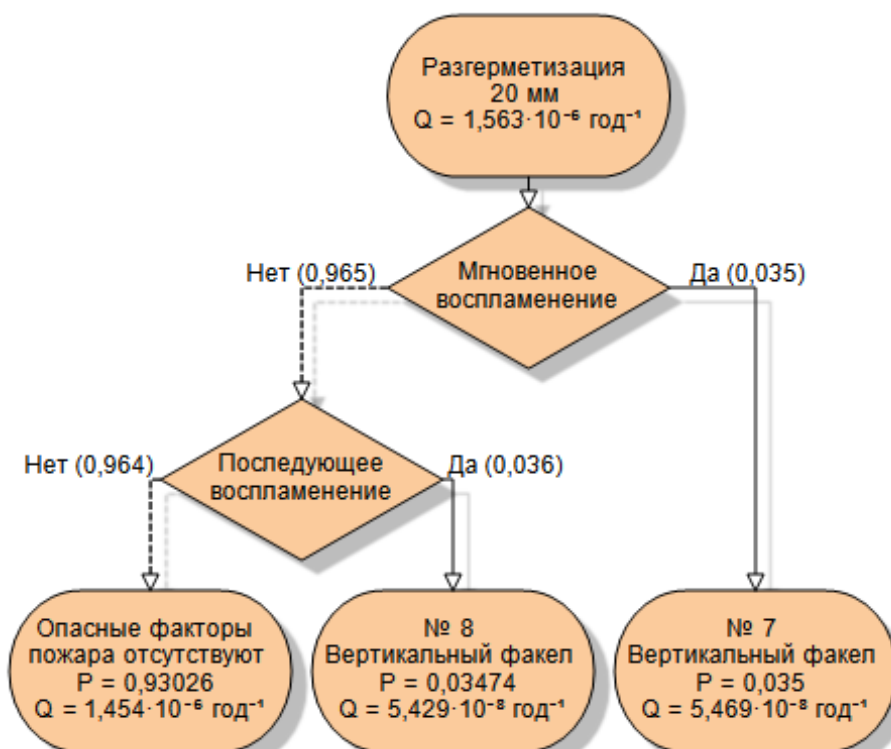 Разгерметизация
20 мм
Q = 1,563·10⁻⁶ год⁻¹
Нет (0,965)
Мгновенное
воспламенение
Да (0,035)
Нет (0,964)
Последующее
воспламенение
Да (0,036)
Опасные факторы
пожара отсутствуют
P = 0,93026
Q = 1,454·10⁻⁶ год⁻¹
№ 8
Вертикальный факел
P = 0,03474
Q = 5,429·10⁻⁸ год⁻¹
№ 7
Вертикальный факел
P = 0,035
Q = 5,469·10⁻⁸ год⁻¹